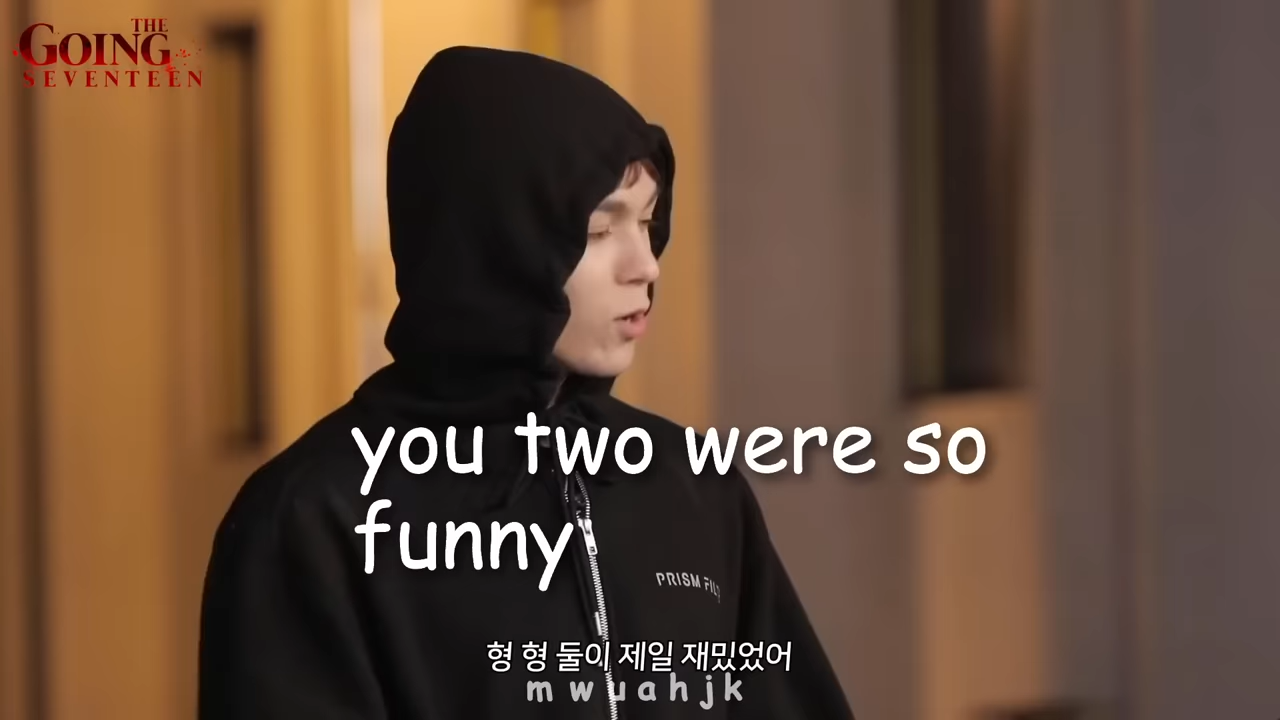 THE
GOING
SEVENTEEN
you two were so
funny
PRISM
형 형 둘이 제일 재밌었어
mwuahjk